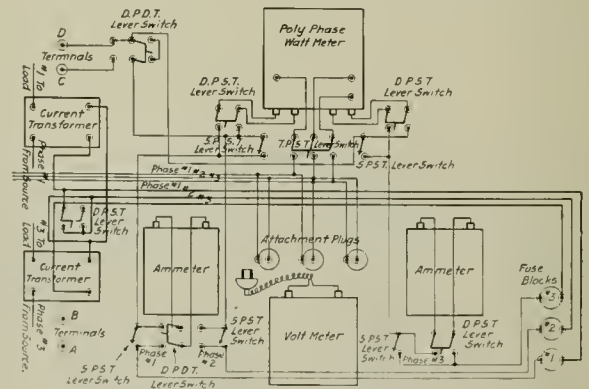 D
Terminals
C
D.P.D.T.
Lever Switch
Poly Phase
Watt Meter
D.P.S.T.
Lever Switch
D.P.S.T
Lever Switch
#1 To
Load
Current
Transformer
Phase #1
From Source
S.P.S.T
Lever Switch
T.P.S.T
Lever Switch
S.P.S.T. Lever Switch
Phase #1 #2 #3
Phase #1
#2 #3
D.P.S.T
Lever
Switch
#3 To
Load
Current
Transformer
Phase #3
From Source.
B
Terminals
A
Ammeter
Attachment Plugs
Ammeter
Fuse
Blocks
#3
#2
#1
Volt Meter
S.P.S.T
Lever Switch
Phase #1
D.P.D.T.
Lever Switch
Phase #2
S.P.S.T
Lever
Switch
S.P.S.T
Lever
Switch
Phase #3
D.P.S.T
Lever
Switch